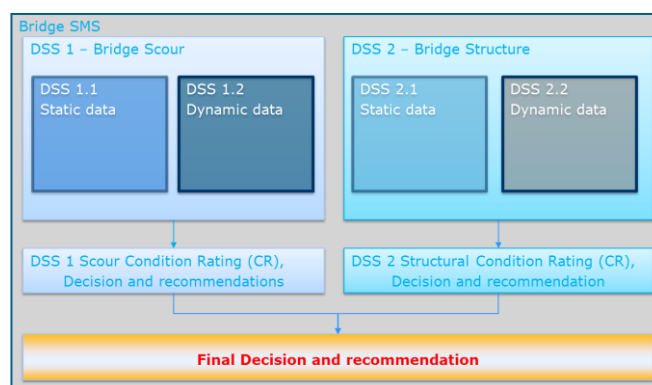 Bridge SMS
DSS 1 – Bridge Scour
DSS 1.1
Static data
DSS 1.2
Dynamic data
DSS 2 – Bridge Structure
DSS 2.1
Static data
DSS 2.2
Dynamic data
DSS 1 Scour Condition Rating (CR),
Decision and recommendations
DSS 2 Structural Condition Rating (CR),
Decision and recommendation
Final Decision and recommendation